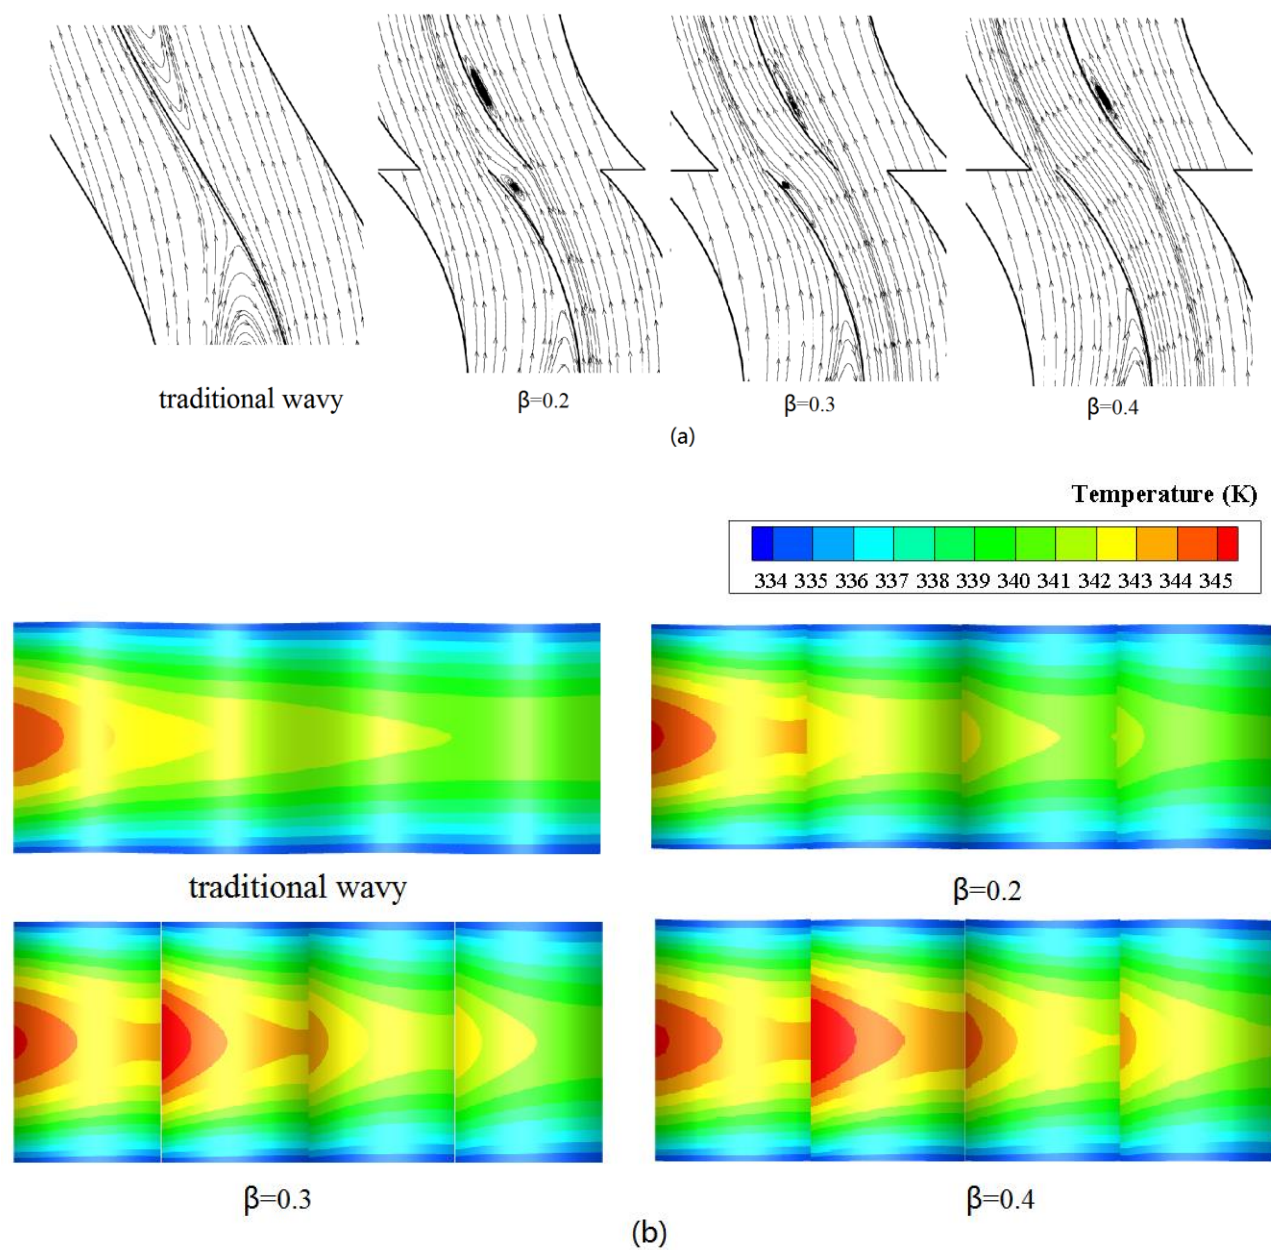 traditional wavy
β=0.2
β=0.3
β=0.4
(a)
Temperature (K)
334 335 336 337 338 339 340 341 342 343 344 345
traditional wavy
β=0.2
β=0.3
β=0.4
(b)